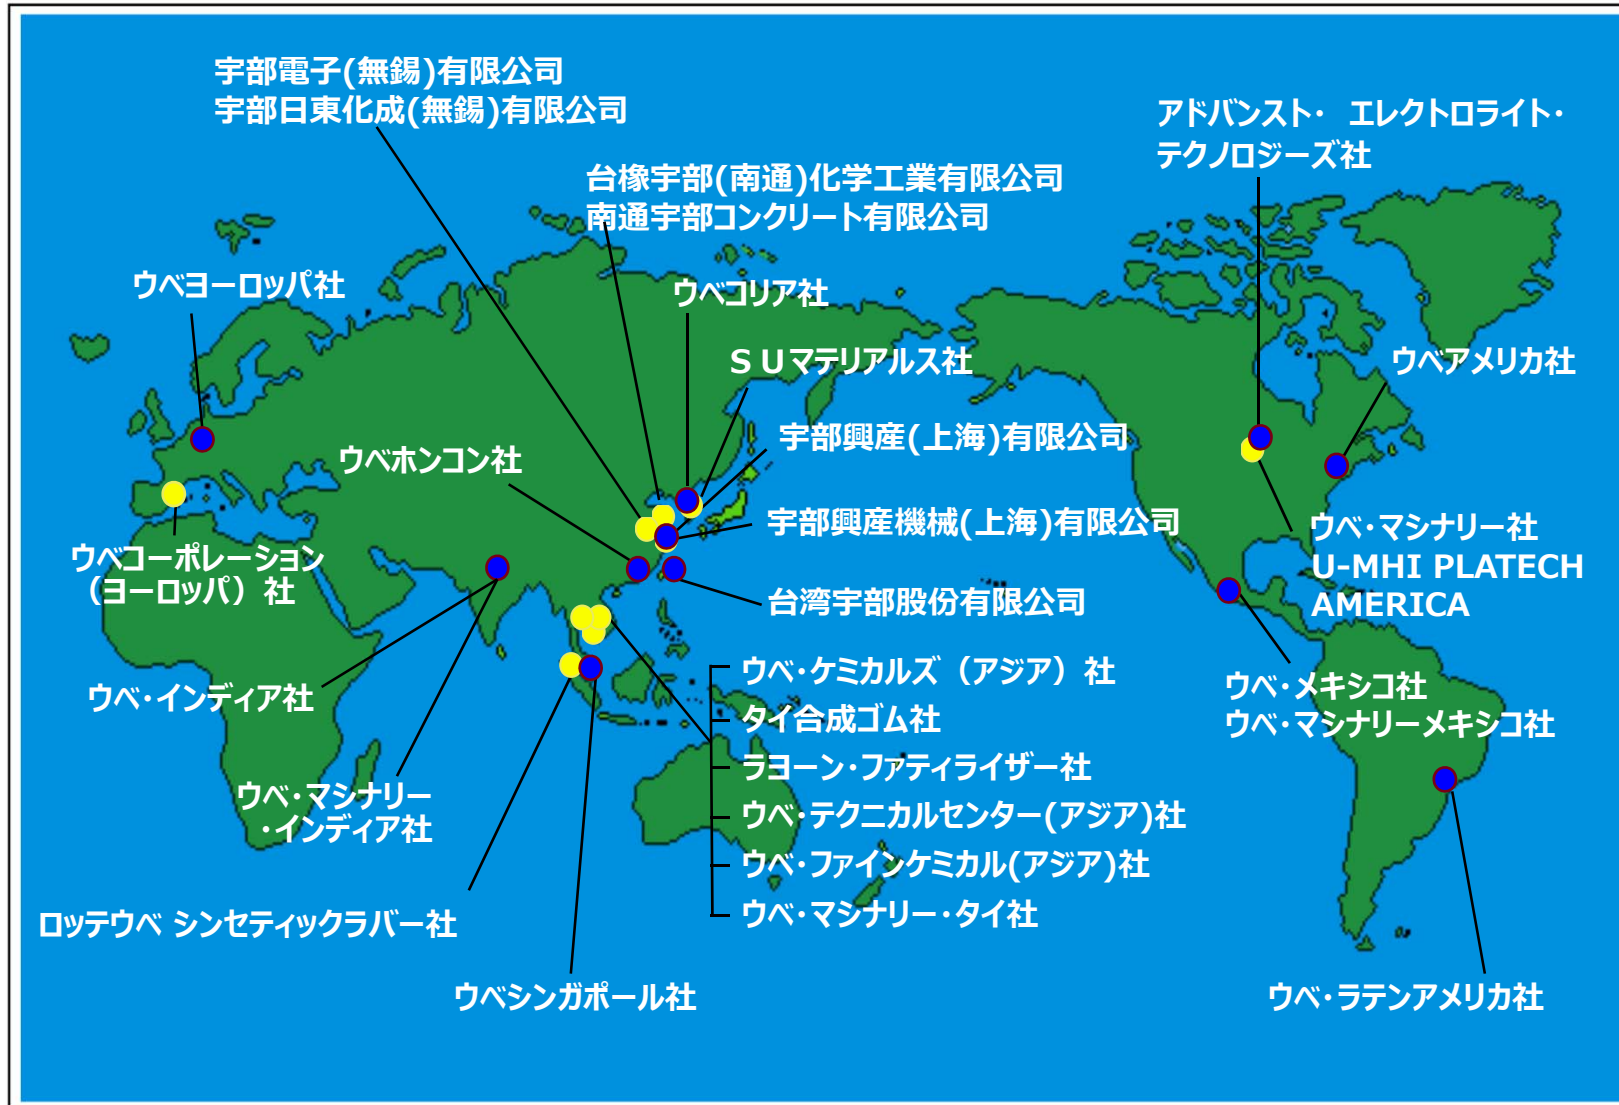 宇部電子(無錫)有限公司
宇部日東化成(無錫)有限公司
アドバンスト・ エレクトロライト・
テクノロジーズ社
台橡宇部(南通)化学工業有限公司
南通宇部コンクリート有限公司
ウベヨーロッパ社
ウベコリア社
ＳＵマテリアルス社
ウベアメリカ社
宇部興産(上海)有限公司
ウベホンコン社
宇部興産機械(上海)有限公司
ウベ・マシナリー社
U-MHI PLATECH
AMERICA
ウベコーポレーション
（ヨーロッパ）社
台湾宇部股份有限公司
ウベ・インディア社
ウベ・ケミカルズ（アジア）社
タイ合成ゴム社
ラヨーン・ファティライザー社
ウベ・テクニカルセンター(アジア)社
ウベ・ファインケミカル(アジア)社
ウベ・マシナリー・タイ社
ウベ・メキシコ社
ウベ・マシナリーメキシコ社
ウベ・マシナリー
・インディア社
ロッテウベ シンセティックラバー社
ウベシンガポール社
ウベ・ラテンアメリカ社